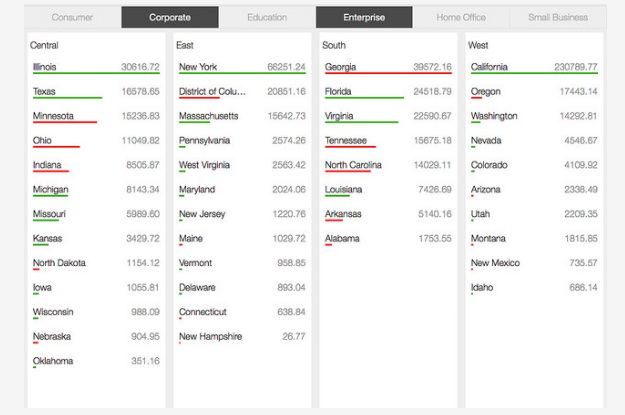 Consumer Corporate Education Enterprise Home Office Small Business
Central
Illinois 30616.72
Texas 16578.65
Minnesota 15236.83
Ohio 11049.82
Indiana 8505.87
Michigan 8143.34
Missouri 5989.60
Kansas 3429.72
North Dakota 1154.12
Iowa 1055.81
Wisconsin 988.09
Nebraska 904.95
Oklahoma 351.16
East
New York 66251.24
District of Colu... 20851.16
Massachusetts 15642.73
Pennsylvania 2574.26
West Virginia 2563.42
Maryland 2024.06
New Jersey 1220.76
Maine 1029.72
Vermont 958.85
Delaware 893.04
Connecticut 638.84
New Hampshire 26.77
South
Georgia 39572.16
Florida 24518.79
Virginia 22590.67
Tennessee 15675.18
North Carolina 14029.11
Louisiana 7426.69
Arkansas 5140.16
Alabama 1753.55
West
California 230789.77
Oregon 17443.14
Washington 14292.81
Nevada 4546.67
Colorado 4109.92
Arizona 2338.49
Utah 2209.35
Montana 1815.85
New Mexico 735.57
Idaho 686.14